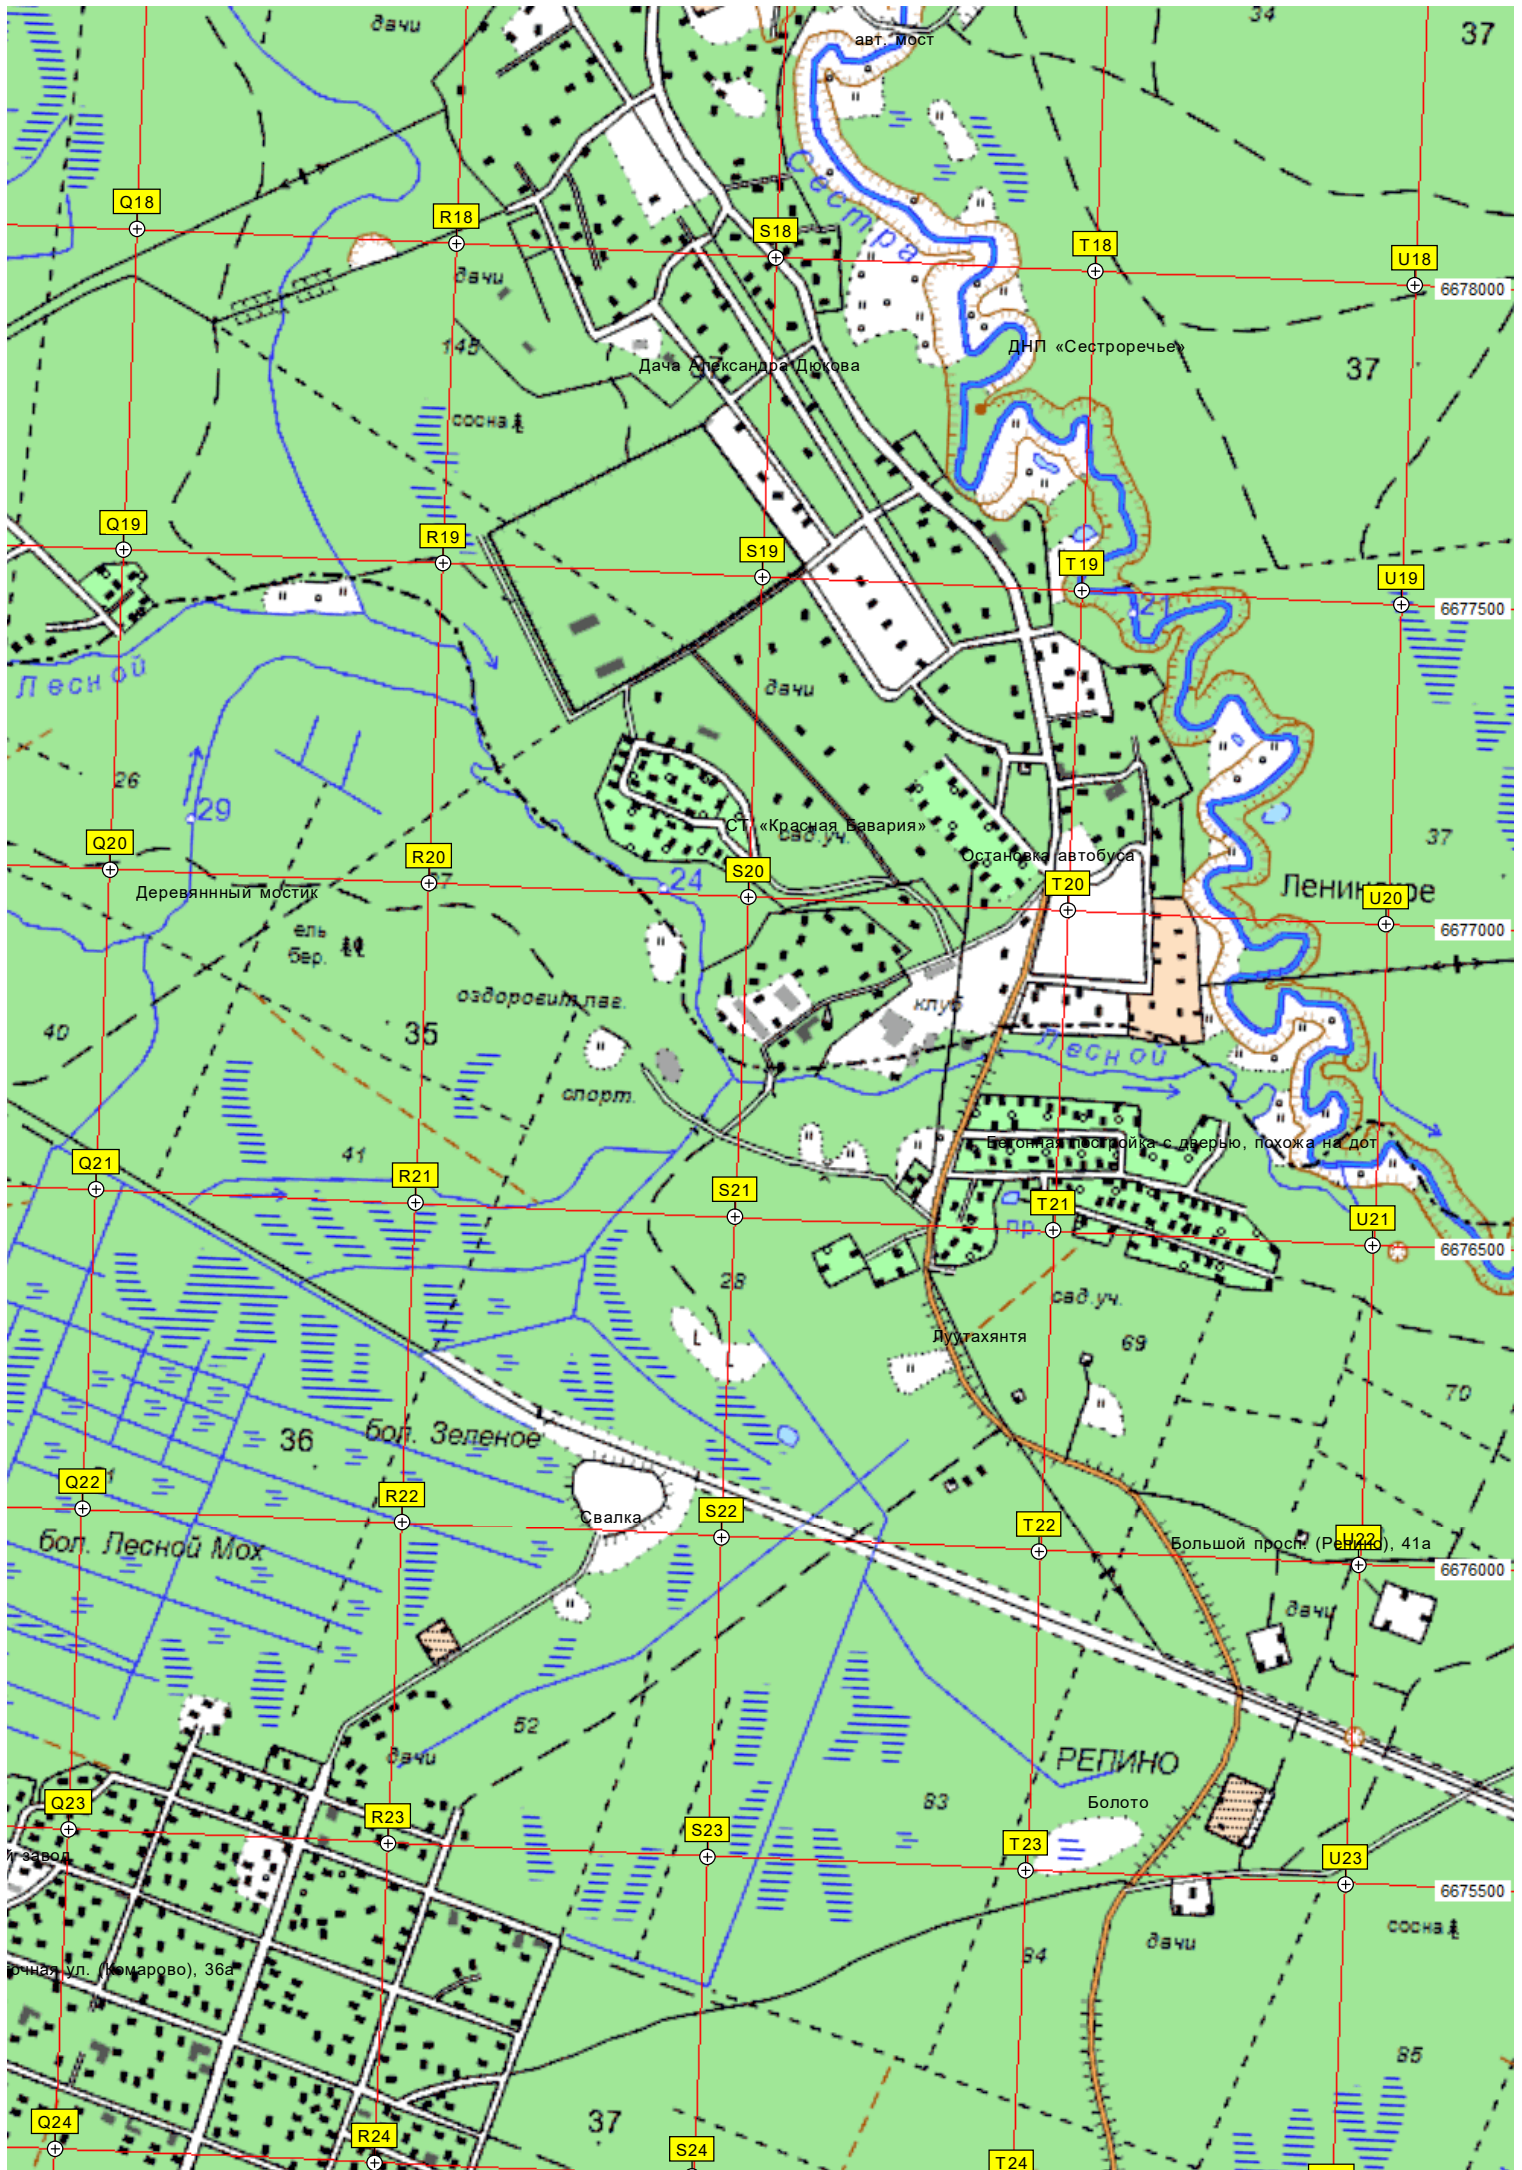 дачи
34
37
авт. мост
Сестра
Q18
R18
S18
T18
U18
6678000
дачи
145
ДНП «Сестроречье»
Дача Александра Дюкова
37
сосна
Q19
R19
S19
T19
U19
6677500
21
Лесной
дачи
26
29
СТ «Красная Бавария»
сад.уч.
37
Остановка автобуса
Q20
R20
S20
T20
U20
6677000
24
Ленинское
Деревяннный мостик
ель
бер.
оздоровит.лаг.
клуб
40
35
Лесной
спорт.
41
Бетонная постройка с дверью, похожа на дот
Q21
R21
S21
T21
U21
6676500
пр.
28
сад.уч.
Луутахянтя
69
70
36
бол. Зеленое
Q22
R22
S22
T22
U22
6676000
Свалка
Большой просп. (Репино), 41а
бол. Лесной Мох
дачи
52
дачи
РЕПИНО
83
Болото
Q23
R23
S23
T23
U23
6675500
й завод
сосна
дачи
84
очная ул. (Комарово), 36а
85
37
Q24
R24
S24
T24